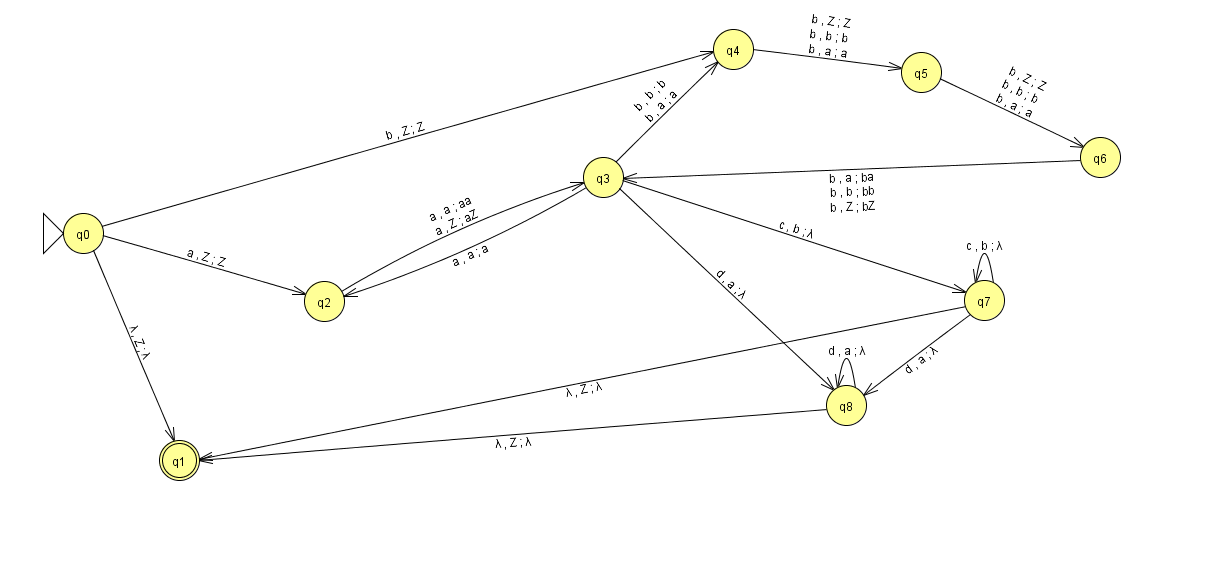 b , Z ; Z
b , b ; b
b , a ; a
q4
q5
b , Z ; Z
b , b ; b
b , a ; a
b , b ; b
b , a ; a
b , Z ; Z
q6
q3
b , a ; ba
b , b ; bb
b , Z ; bZ
a , a ; aa
a , Z ; aZ
q0
c , b ; λ
a , Z ; Z
a , a ; a
c , b ; λ
d , a ; λ
q2
q7
λ , Z ; λ
d , a ; λ
d , a ; λ
λ , Z ; λ
q8
λ , Z ; λ
q1